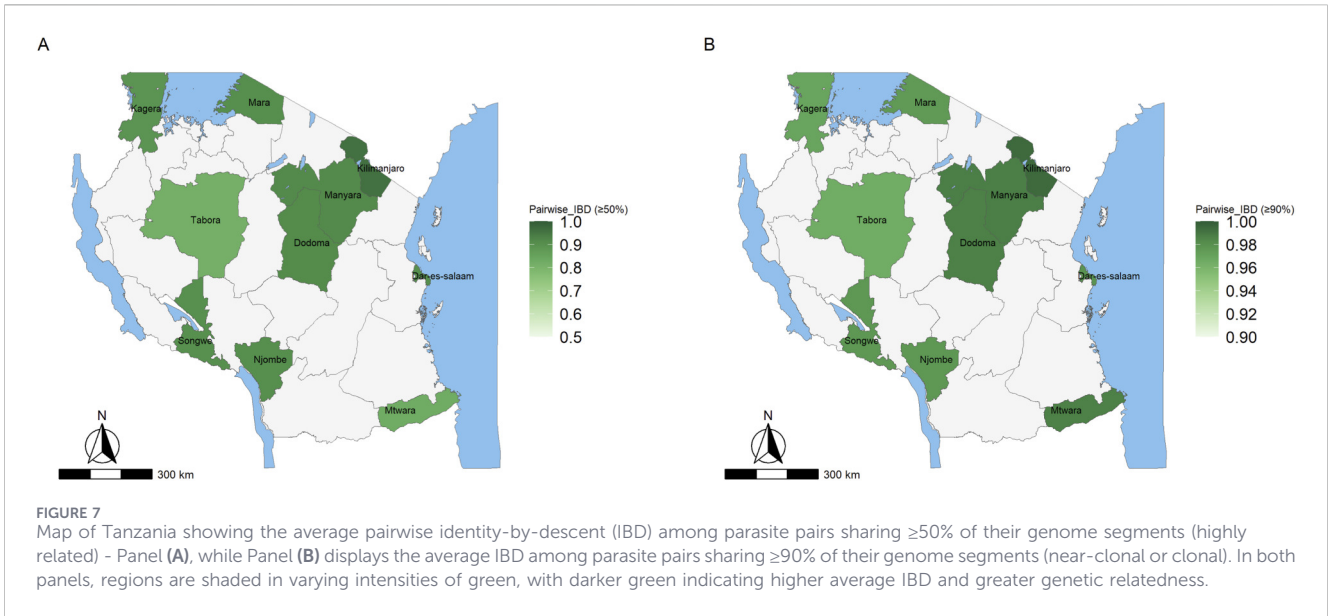 A
Kagera
Mara
Kilimanjaro
Manyara
Tabora
Dodoma
Dar-es-salaam
Songwe
Njombe
Mtwara
N
300 km
Pairwise_IBD (≥50%)
1.0
0.9
0.8
0.7
0.6
0.5
B
Kagera
Mara
Kilimanjaro
Manyara
Tabora
Dodoma
Dar-es-salaam
Songwe
Njombe
Mtwara
N
300 km
Pairwise_IBD (≥90%)
1.00
0.98
0.96
0.94
0.92
0.90
FIGURE 7
Map of Tanzania showing the average pairwise identity-by-descent (IBD) among parasite pairs sharing ≥50% of their genome segments (highly
related) - Panel (A), while Panel (B) displays the average IBD among parasite pairs sharing ≥90% of their genome segments (near-clonal or clonal). In both
panels, regions are shaded in varying intensities of green, with darker green indicating higher average IBD and greater genetic relatedness.